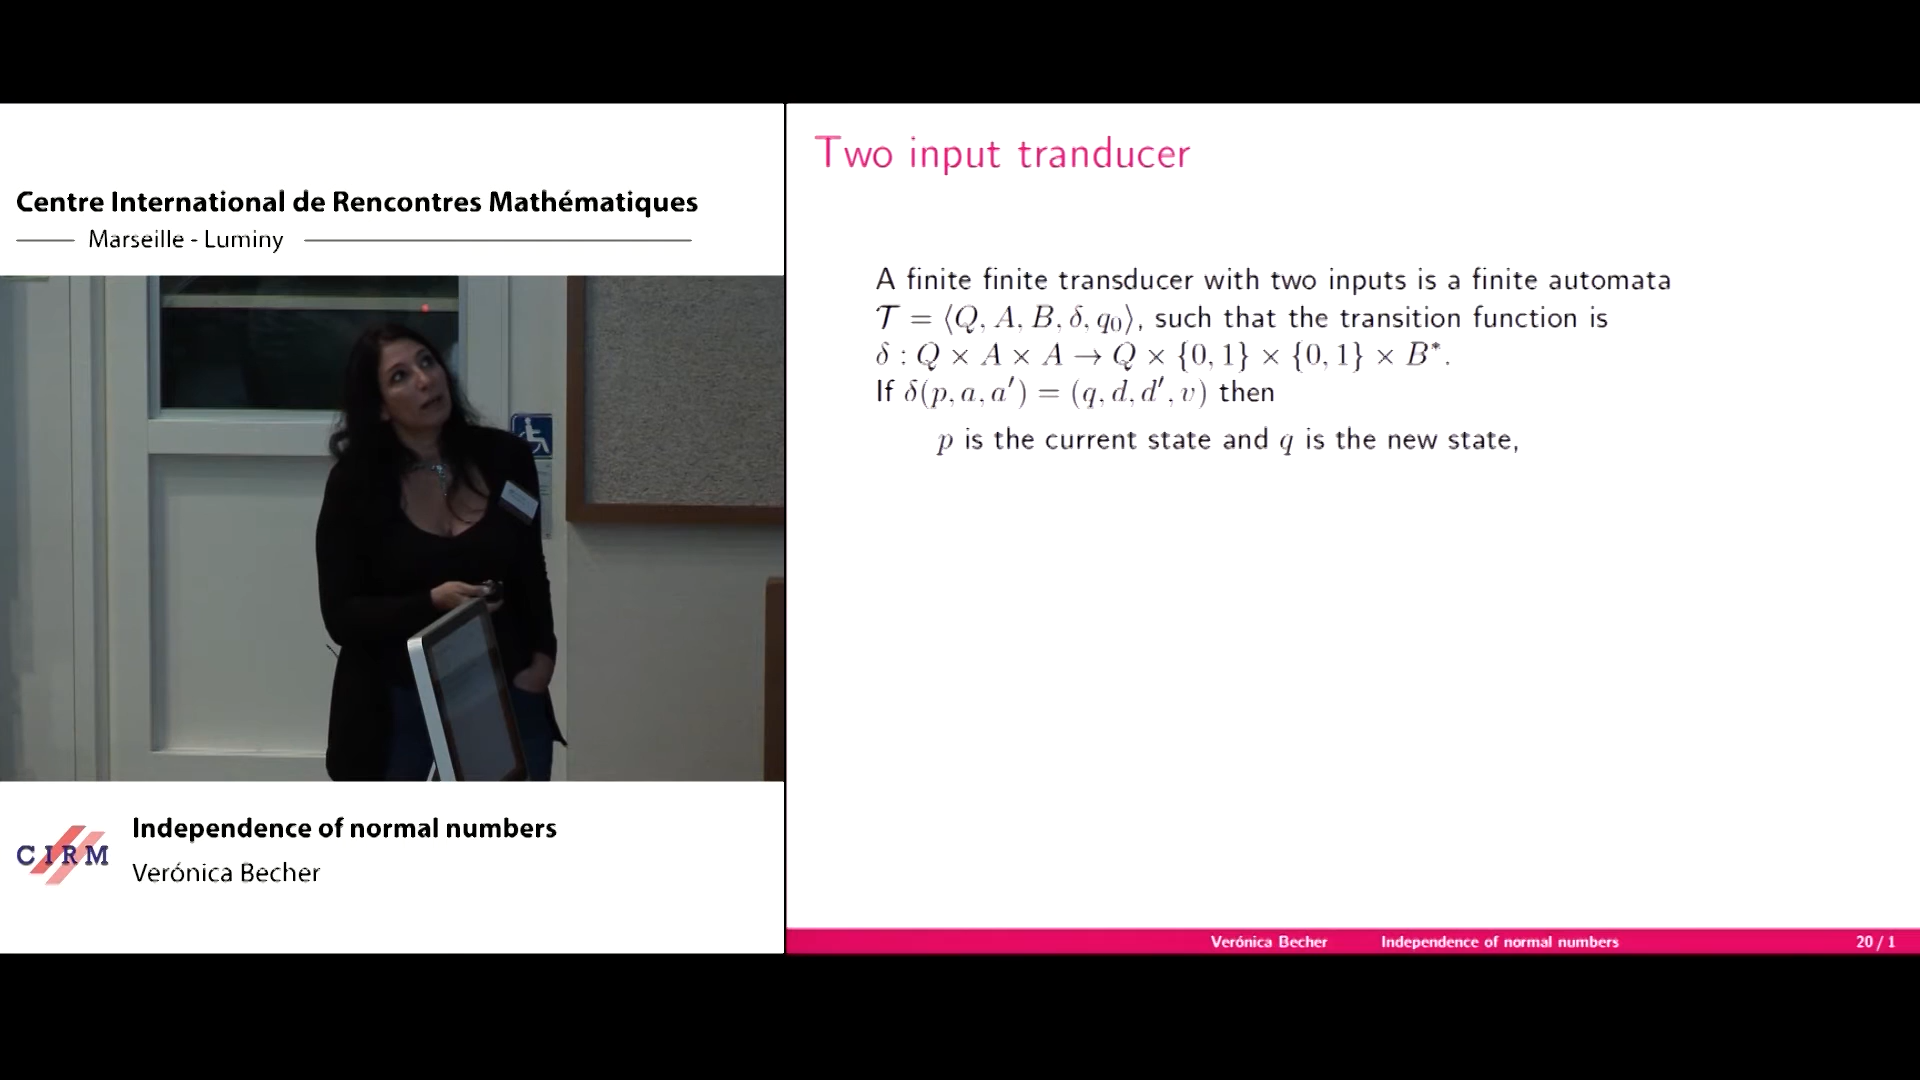 Centre International de Rencontres Mathématiques
Marseille - Luminy
CIRM
Independence of normal numbers
Verónica Becher
Two input tranducer
A finite finite transducer with two inputs is a finite automata
𝒯 = ⟨Q, A, B, δ, q₀⟩, such that the transition function is
δ : Q × A × A → Q × {0, 1} × {0, 1} × B*.
If δ(p, a, a′) = (q, d, d′, v) then
p is the current state and q is the new state,
Verónica Becher Independence of normal numbers 20 / 1